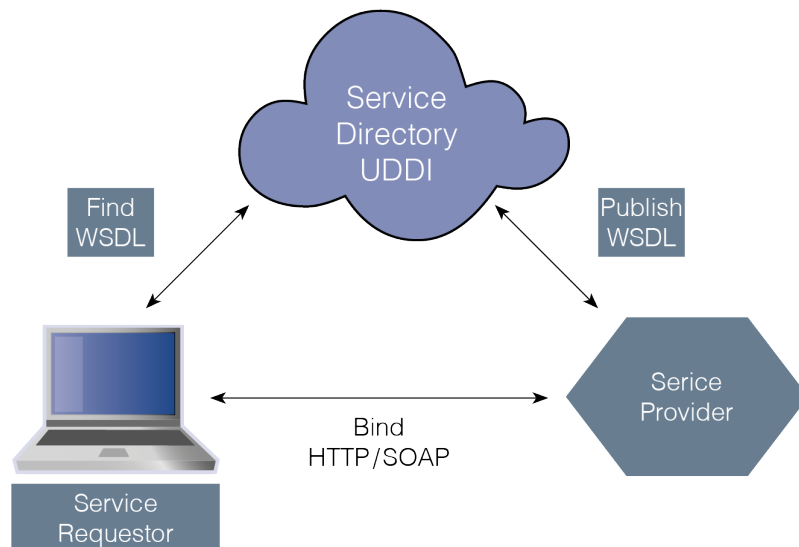 Service
Directory
UDDI
Find
WSDL
Publish
WSDL
Serice
Provider
Bind
HTTP/SOAP
Service
Requestor